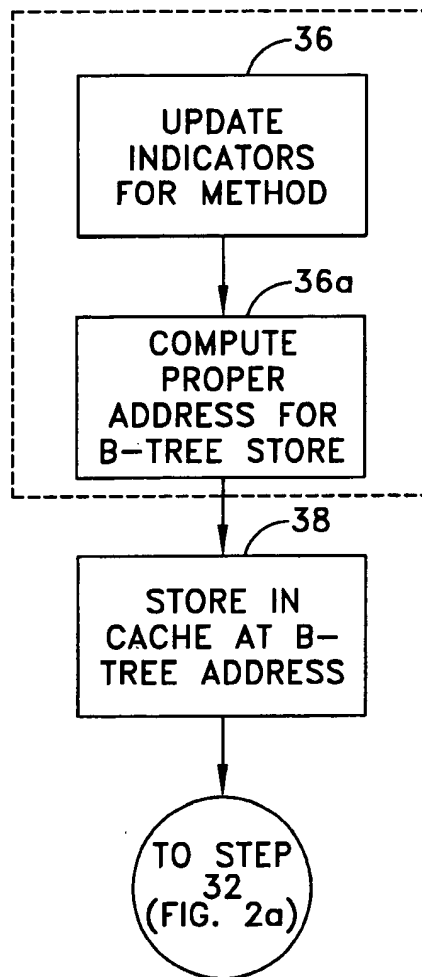 36
UPDATE
INDICATORS
FOR METHOD
36a
COMPUTE
PROPER
ADDRESS FOR
B-TREE STORE
38
STORE IN
CACHE AT B-
TREE ADDRESS
TO STEP
32
(FIG. 2a)